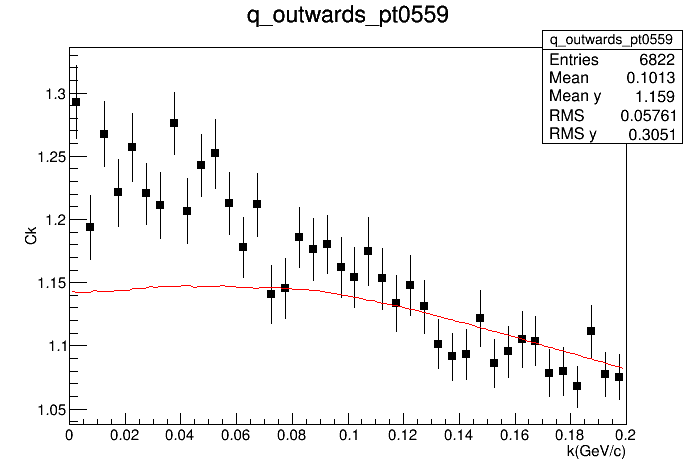 q_outwards_pt0559
q_outwards_pt0559
Entries 6822
Mean 0.1013
Mean y 1.159
RMS 0.05761
RMS y 0.3051
Ck
1.3
1.25
1.2
1.15
1.1
1.05
0 0.02 0.04 0.06 0.08 0.1 0.12 0.14 0.16 0.18 0.2
k(GeV/c)